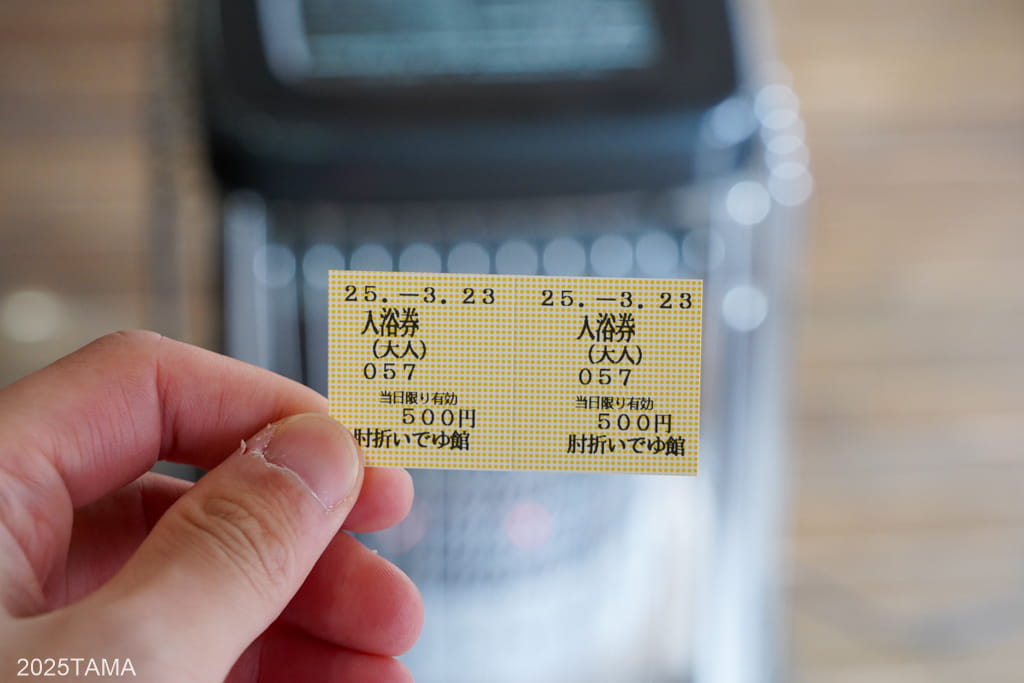 25.－3.23
入浴券
(大人)
057
当日限り有効
500円
肘折いでゆ館
25.－3.23
入浴券
(大人)
057
当日限り有効
500円
肘折いでゆ館
2025TAMA